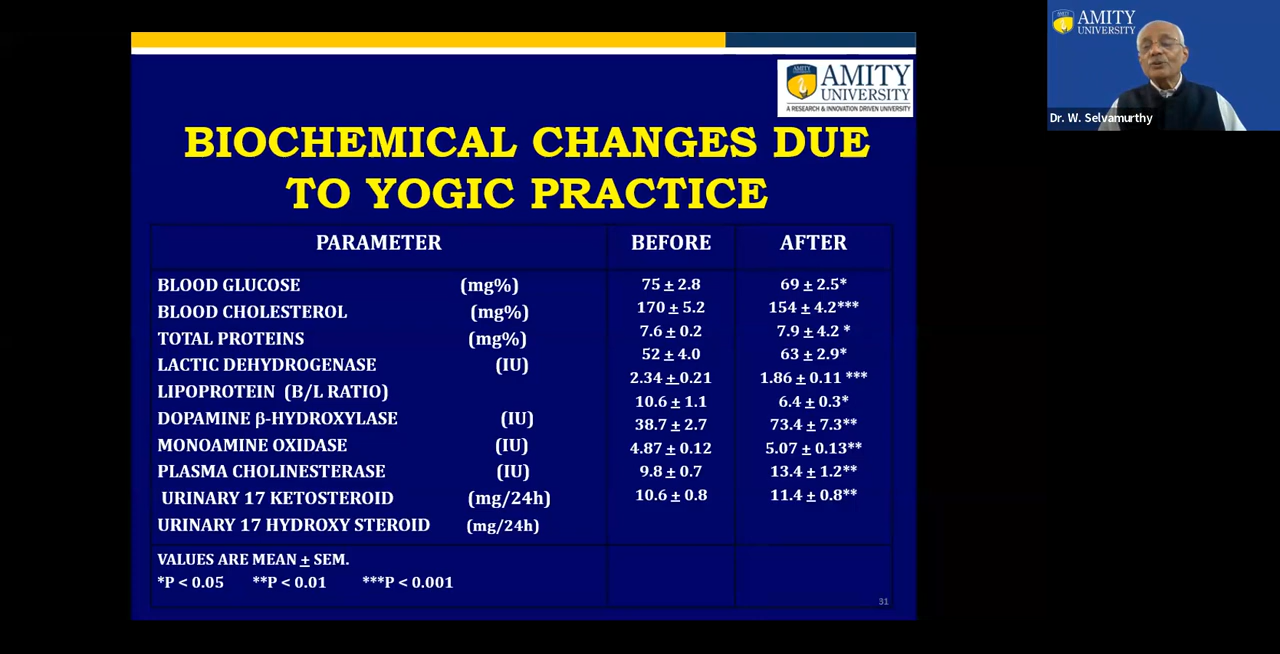 AMITY
UNIVERSITY
A RESEARCH & INNOVATION DRIVEN UNIVERSITY
AMITY
UNIVERSITY
Dr. W. Selvamurthy
BIOCHEMICAL CHANGES DUE
TO YOGIC PRACTICE
PARAMETER BEFORE AFTER
BLOOD GLUCOSE (mg%) 75 ± 2.8 69 ± 2.5*
BLOOD CHOLESTEROL (mg%) 170 ± 5.2 154 ± 4.2***
TOTAL PROTEINS (mg%) 7.6 ± 0.2 7.9 ± 4.2 *
LACTIC DEHYDROGENASE (IU) 52 ± 4.0 63 ± 2.9*
LIPOPROTEIN (B/L RATIO) 2.34 ± 0.21 1.86 ± 0.11 ***
DOPAMINE β-HYDROXYLASE (IU) 10.6 ± 1.1 6.4 ± 0.3*
MONOAMINE OXIDASE (IU) 38.7 ± 2.7 73.4 ± 7.3**
PLASMA CHOLINESTERASE (IU) 4.87 ± 0.12 5.07 ± 0.13**
URINARY 17 KETOSTEROID (mg/24h) 9.8 ± 0.7 13.4 ± 1.2**
URINARY 17 HYDROXY STEROID (mg/24h) 10.6 ± 0.8 11.4 ± 0.8**
VALUES ARE MEAN ± SEM.
*P < 0.05 **P < 0.01 ***P < 0.001
31